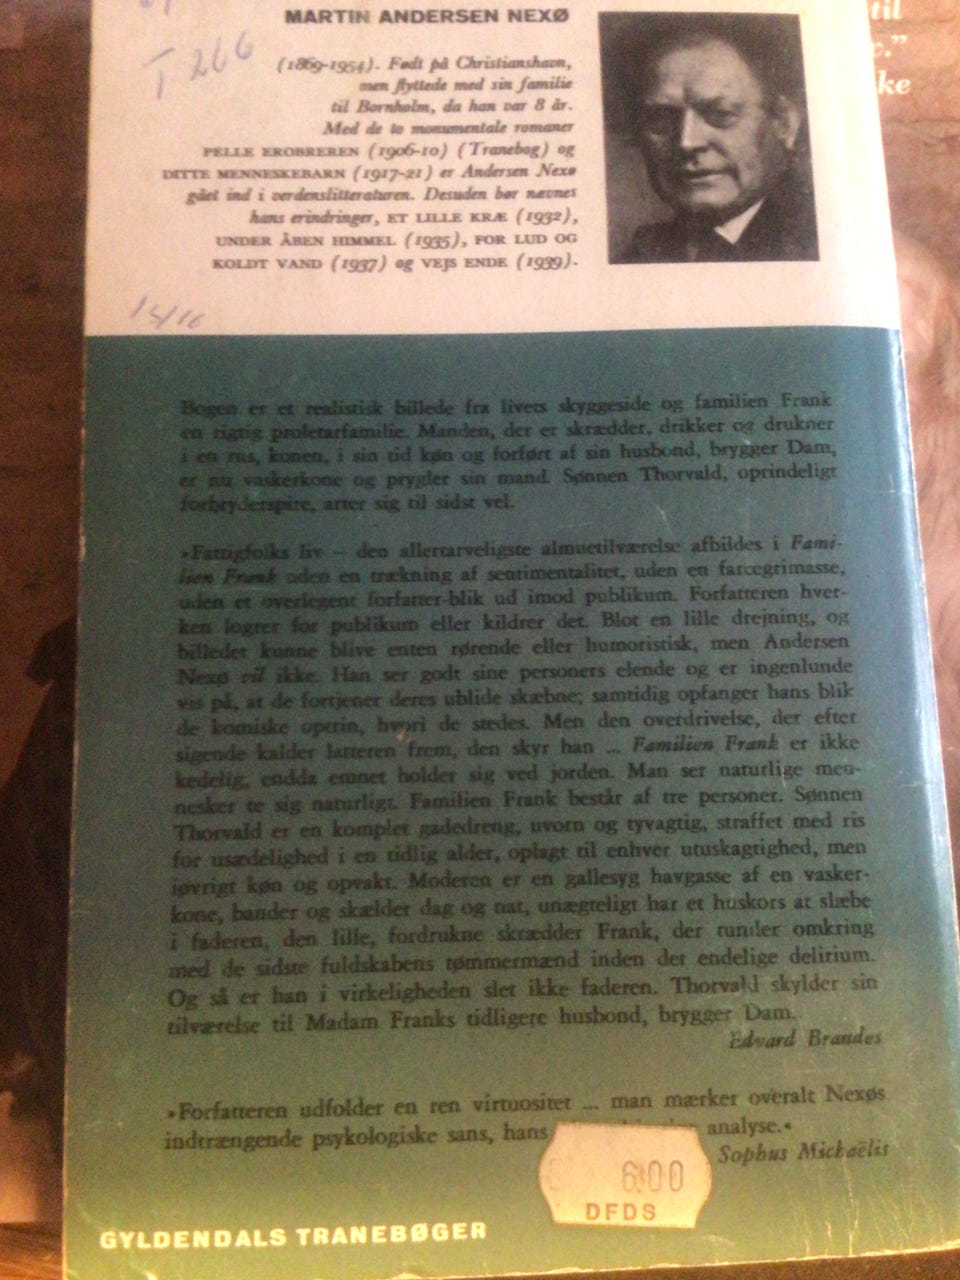 til
c.”
ke
MARTIN ANDERSEN NEXØ
T 266
(1869-1954). Født på Christianshavn,
men flyttede med sin familie
til Bornholm, da han var 8 år.
Med de to monumentale romaner
PELLE EROBREREN (1906-10) (Tranebog) og
DITTE MENNESKEBARN (1917-21) er Andersen Nexø
gået ind i verdenslitteraturen. Desuden bør nævnes
hans erindringer, ET LILLE KRÆ (1932),
UNDER ÅBEN HIMMEL (1935), FOR LUD OG
KOLDT VAND (1937) og VEJS ENDE (1939).
Bogen er et realistisk billede fra livets skyggeside og familien Frank
en rigtig proletarfamilie. Manden, der er skrædder, drikker og drukner
i en rus, konen, i sin tid køn og forført af sin husbond, brygger Dam,
er nu vaskerkone og prygler sin mand. Sønnen Thorvald, oprindeligt
forbryderspire, arter sig til sidst vel.
»Fattigfolks liv – den allertarveligste almuetilværelse afbildes i Fami-
lien Frank uden en trækning af sentimentalitet, uden en farcegrimasse,
uden et overlegent forfatter-blik ud imod publikum. Forfatteren hver-
ken logrer for publikum eller kildrer det. Blot en lille drejning, og
billedet kunne blive enten rørende eller humoristisk, men Andersen
Nexø vil ikke. Han ser godt sine personers elende og er ingenlunde
vis på, at de fortjener deres ublide skæbne; samtidig opfanger hans blik
de komiske optrin, hvori de stedes. Men den overdrivelse, der efter
sigende kalder latteren frem, den skyr han ... Familien Frank er ikke
kedelig, endda emnet holder sig ved jorden. Man ser naturlige men-
nesker te sig naturligt. Familien Frank består af tre personer. Sønnen
Thorvald er en komplet gadedreng, uvorn og tyvagtig, straffet med ris
for usædelighed i en tidlig alder, oplagt til enhver utuskagtighed, men
iøvrigt køn og opvakt. Moderen er en gallesyg havgasse af en vasker-
kone, bander og skælder dag og nat, unægteligt har et huskors at slæbe
i faderen, den lille, fordrukne skrædder Frank, der tumler omkring
med de sidste fuldskabens tømmermænd inden det endelige delirium.
Og så er han i virkeligheden slet ikke faderen. Thorvald skylder sin
tilværelse til Madam Franks tidligere husbond, brygger Dam.
Edvard Brandes
»Forfatteren udfolder en ren virtuositet ... man mærker overalt Nexøs
indtrængende psykologiske sans, hans analyse.«
Sophus Michaëlis
6.00
DFDS
GYLDENDALS TRANEBØGER